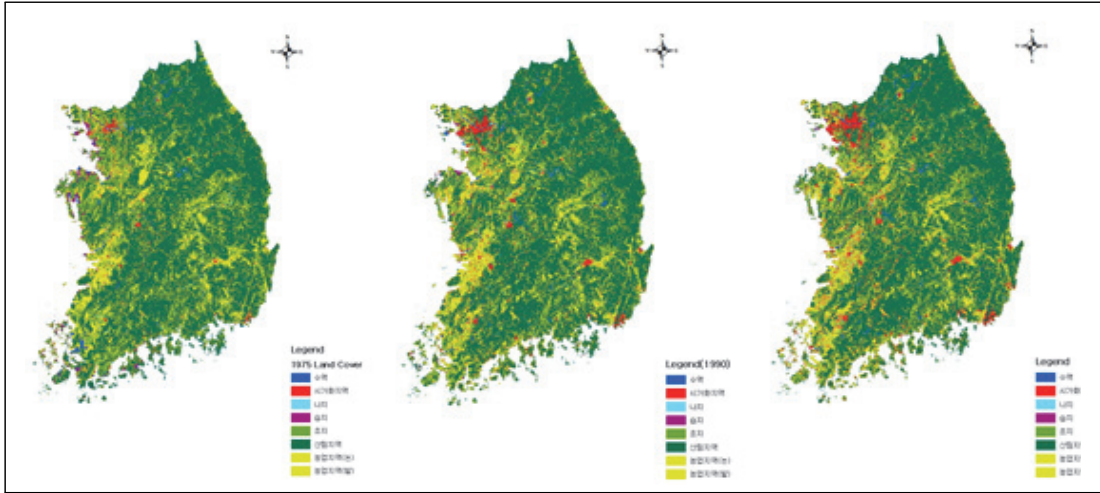 N
W E
S
N
W E
S
N
W E
S
Legend
1975 Land Cover
수역
시가화지역
나지
습지
초지
산림지역
농업지역(논)
농업지역(밭)
Legend(1990)
수역
시가화지역
나지
습지
초지
산림지역
농업지역(논)
농업지역(밭)
Legend
수역
시가화
나지
습지
초지
산림지
농업지
농업지